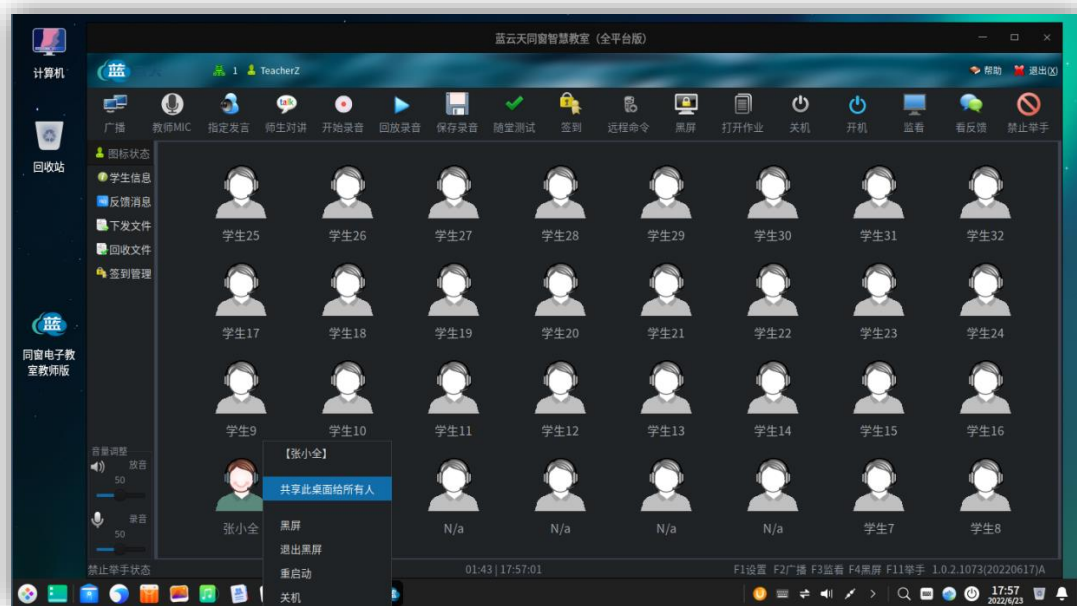 蓝云天同窗智慧教室（全平台版）
计算机
蓝
1 TeacherZ
帮助 退出(X)
广播 教师MIC 指定发言 师生对讲 开始录音 回放录音 保存录音 随堂测试 签到 远程命令 黑屏 打开作业 关机 开机 监看 看反馈 禁止举手
talk
回收站
图标状态
学生信息
反馈消息
下发文件
回收文件
签到管理
学生25 学生26 学生27 学生28 学生29 学生30 学生31 学生32
学生17 学生18 学生19 学生20 学生21 学生22 学生23 学生24
蓝
同窗电子教
室教师版
学生9 学生10 学生11 学生12 学生13 学生14 学生15 学生16
音量调整
放音
50
录音
50
【张小全】
共享此桌面给所有人
黑屏
退出黑屏
重启动
关机
张小全 N/a N/a N/a N/a 学生7 学生8
禁止举手状态
01:43 | 17:57:01
F1设置 F2广播 F3监看 F4黑屏 F11举手 1.0.2.1073(20220617)A
17:57
2022/6/23